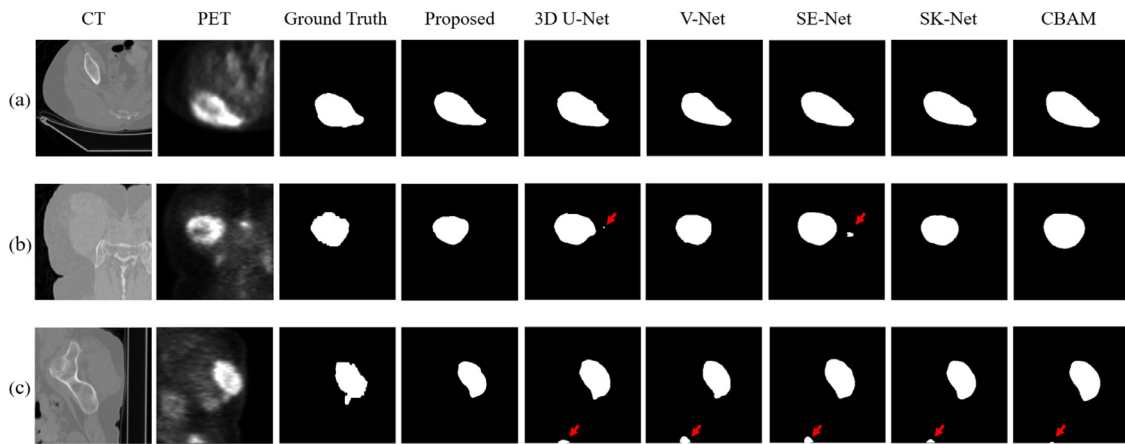 CT PET Ground Truth Proposed 3D U-Net V-Net SE-Net SK-Net CBAM
(a)
(b)
(c)